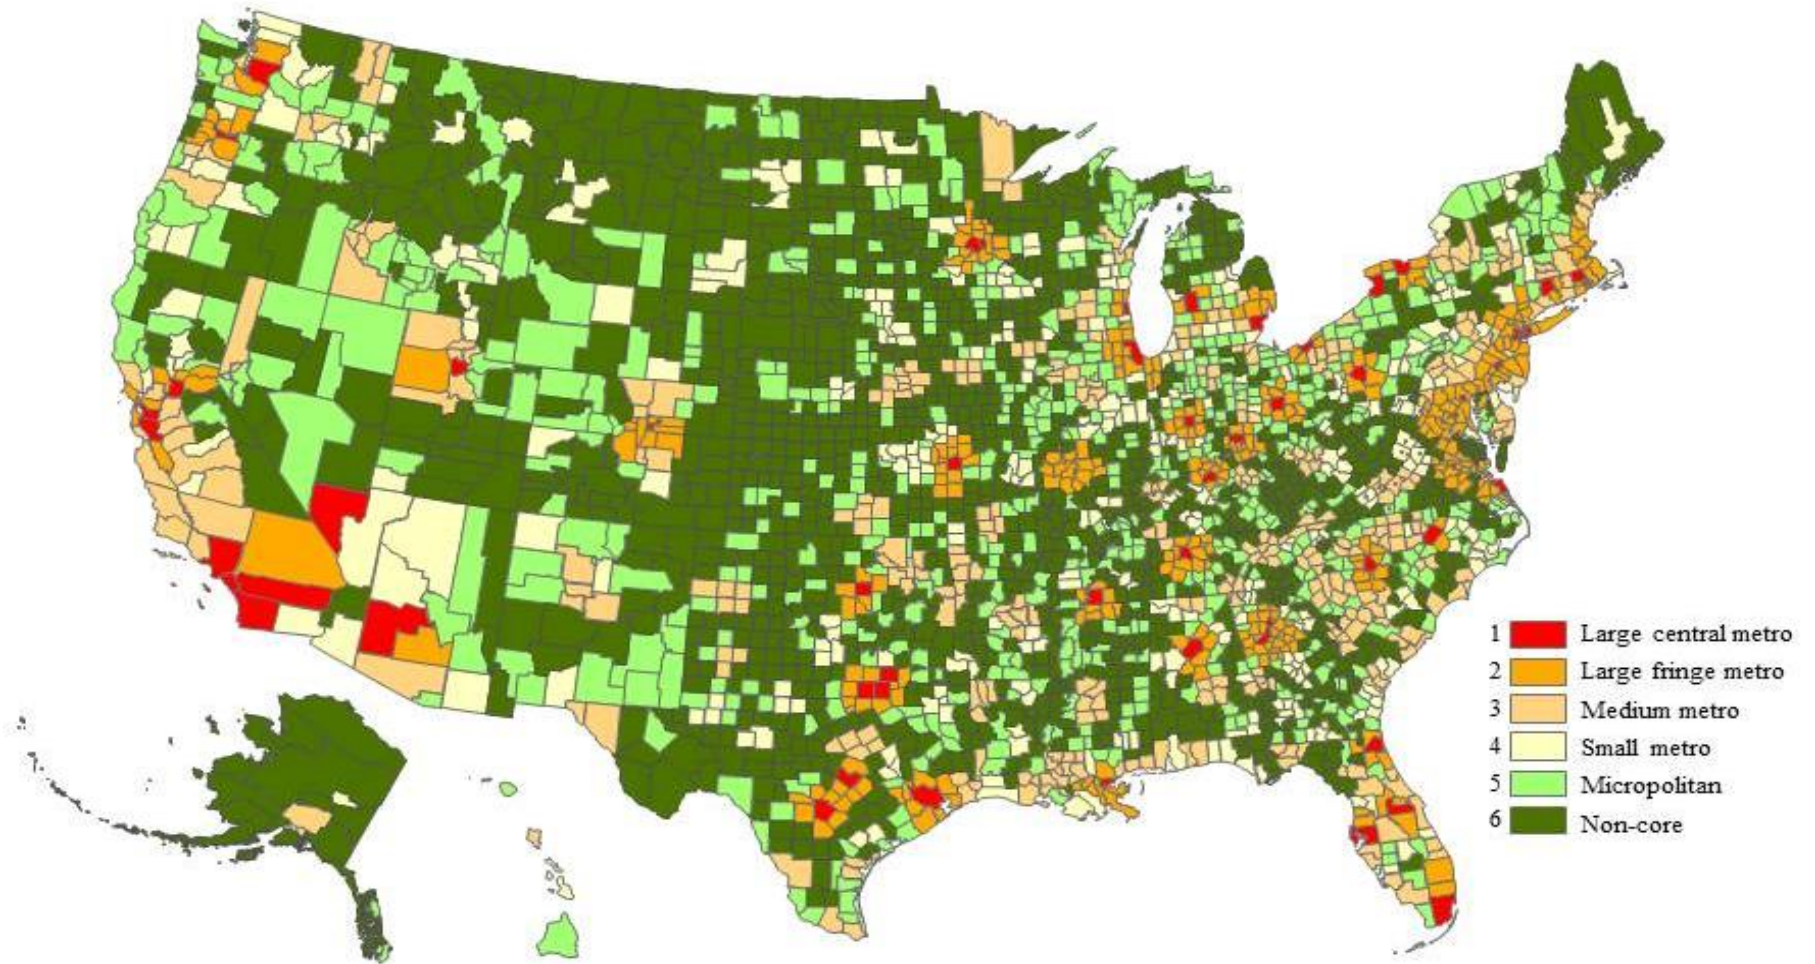 1 Large central metro
2 Large fringe metro
3 Medium metro
4 Small metro
5 Micropolitan
6 Non-core